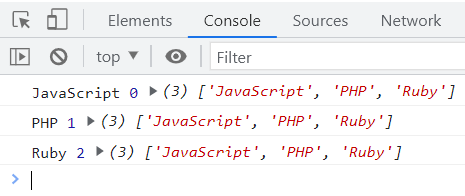 Elements Console Sources Network
top Filter
JavaScript 0 (3) ['JavaScript', 'PHP', 'Ruby']
PHP 1 (3) ['JavaScript', 'PHP', 'Ruby']
Ruby 2 (3) ['JavaScript', 'PHP', 'Ruby']